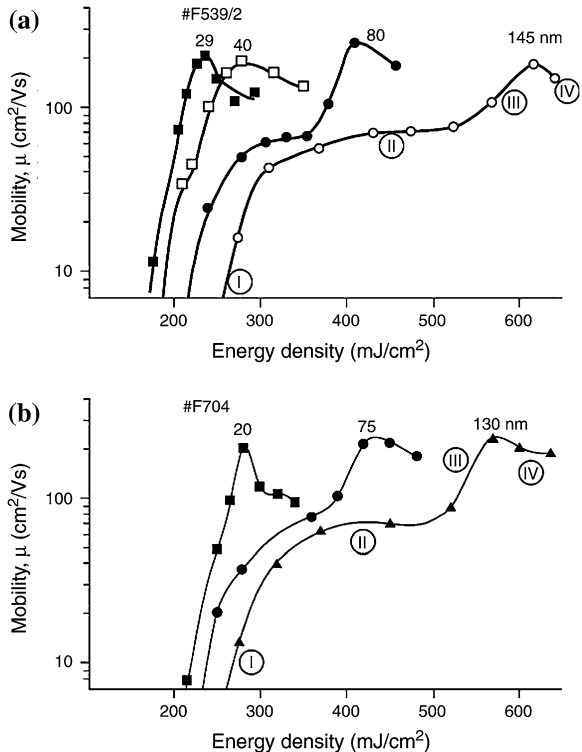 (a)
#F539/2
29
40
80
145 nm
Mobility, μ (cm²/Vs)
100
10
I
II
III
IV
200
300
400
500
600
Energy density (mJ/cm²)
(b)
#F704
20
75
130 nm
Mobility, μ (cm²/Vs)
100
10
I
II
III
IV
200
300
400
500
600
Energy density (mJ/cm²)